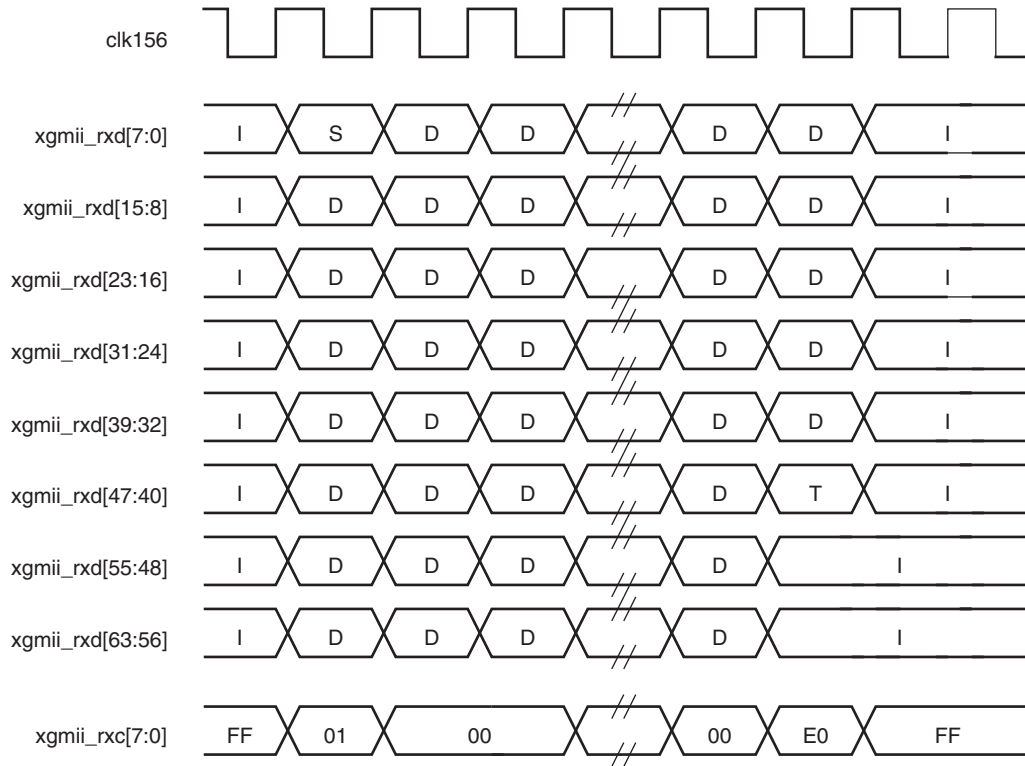 clk156
xgmii_rxd[7:0] I S D D D D I
xgmii_rxd[15:8] I D D D D D I
xgmii_rxd[23:16] I D D D D D I
xgmii_rxd[31:24] I D D D D D I
xgmii_rxd[39:32] I D D D D D I
xgmii_rxd[47:40] I D D D D T I
xgmii_rxd[55:48] I D D D D I
xgmii_rxd[63:56] I D D D D I
xgmii_rxc[7:0] FF 01 00 00 E0 FF